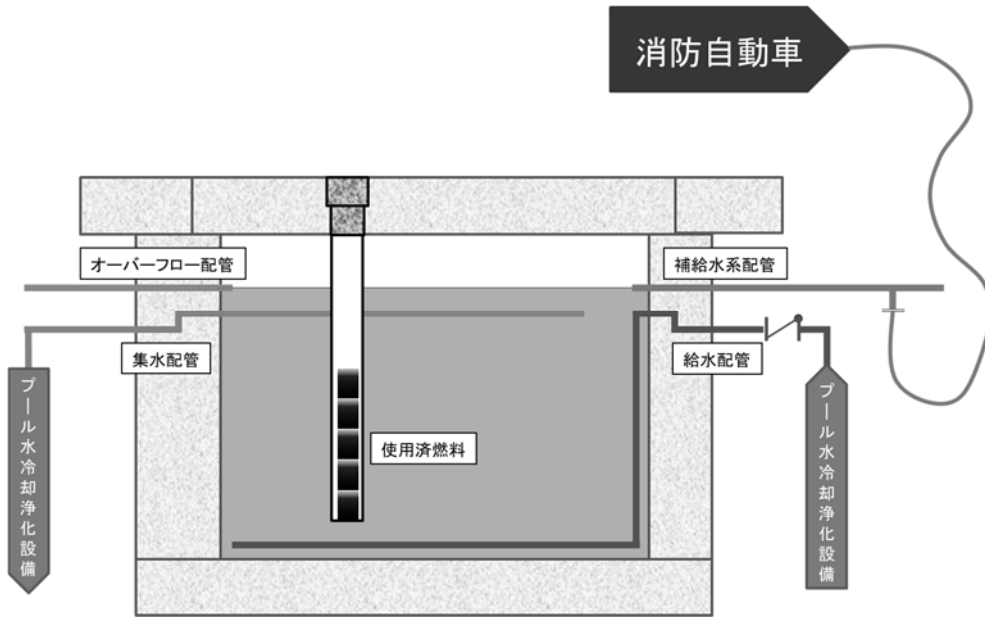 消防自動車
オーバーフロー配管
補給水系配管
集水配管
給水配管
使用済燃料
プール水冷却浄化設備
プール水冷却浄化設備